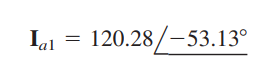 I_{a1} = 120.28/−53.13°